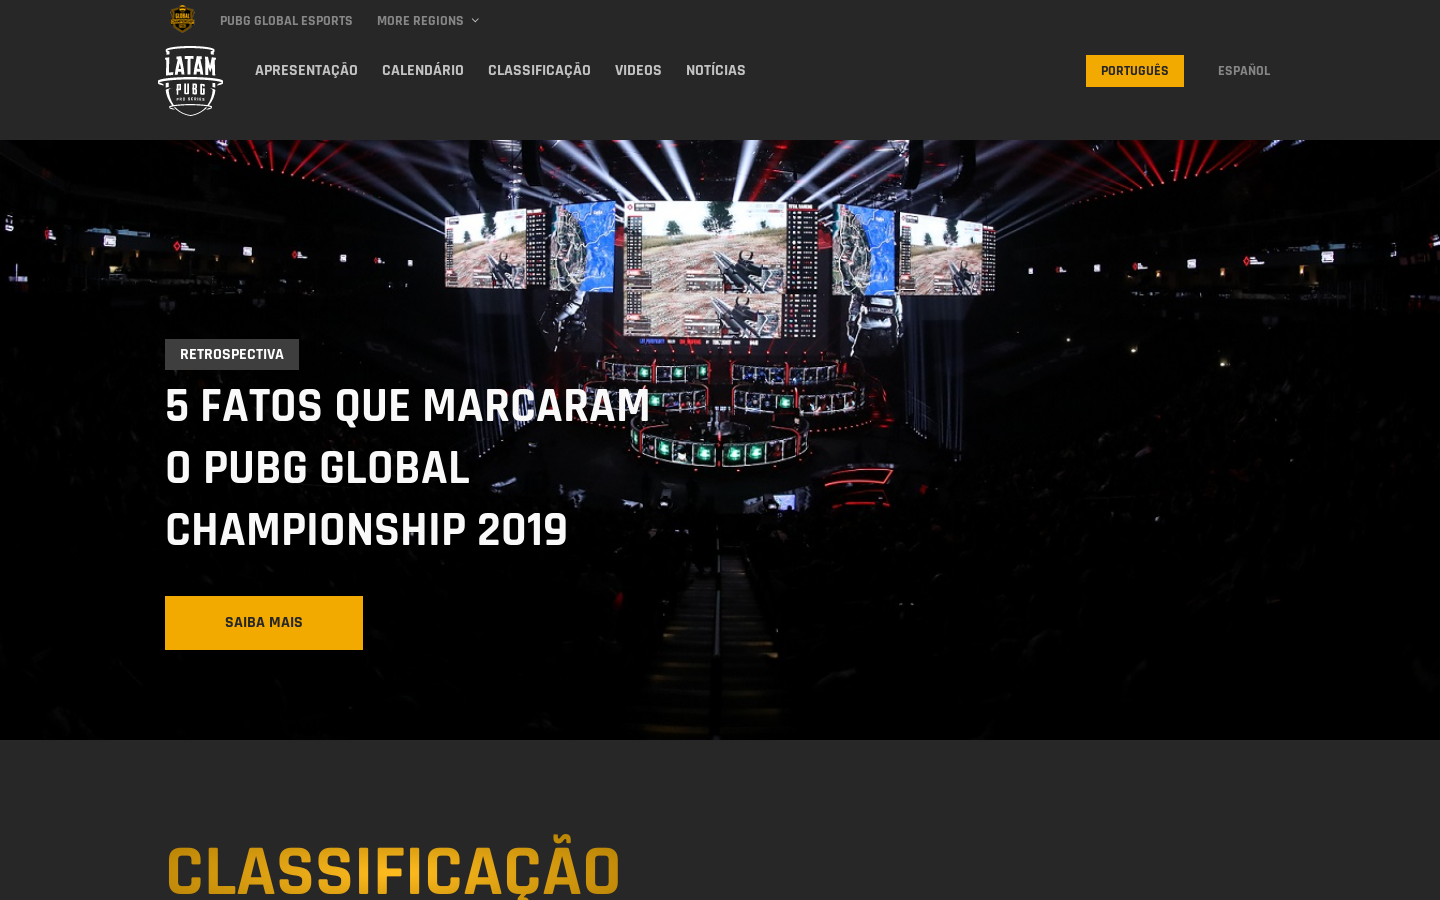 GLOBAL
PUBG GLOBAL ESPORTS
MORE REGIONS
LATAM
PUBG
PRO SERIES
APRESENTAÇÃO
CALENDÁRIO
CLASSIFICAÇÃO
VIDEOS
NOTÍCIAS
PORTUGUÊS
ESPAÑOL
RETROSPECTIVA
5 FATOS QUE MARCARAM
O PUBG GLOBAL
CHAMPIONSHIP 2019
SAIBA MAIS
CLASSIFICAÇÃO